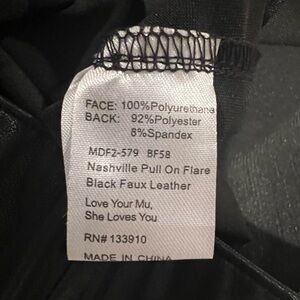 FACE: 100%Polyurethane
BACK: 92%Polyester
8%Spandex
MDF2-579 BF58
Nashville Pull On Flare
Black Faux Leather
Love Your Mu,
She Loves You
RN# 133910
MADE IN CHINA